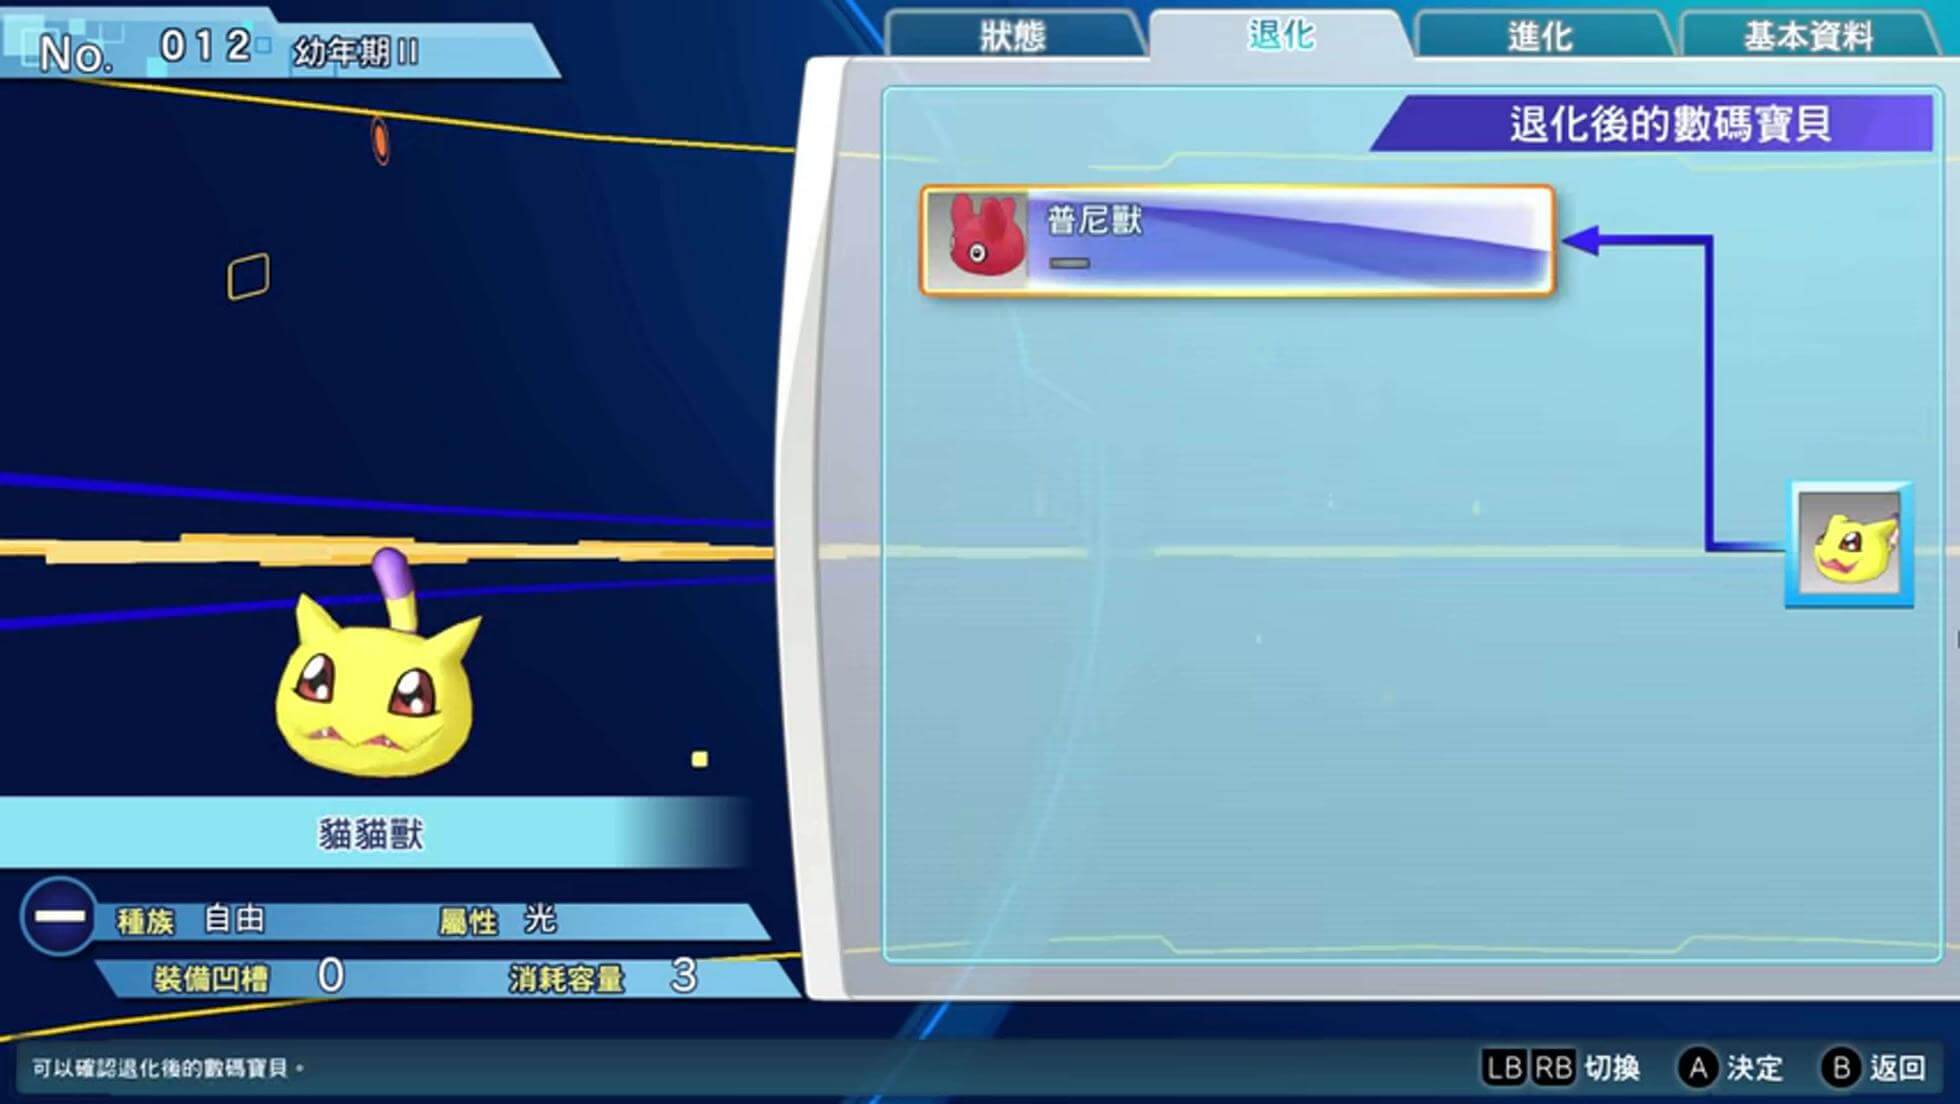 No. 012 幼年期II
狀態
退化
進化
基本資料
退化後的數碼寶貝
普尼獸
貓貓獸
種族 自由 屬性 光
裝備凹槽 0 消耗容量 3
可以確認退化後的數碼寶貝。
LB RB 切換 A 決定 B 返回